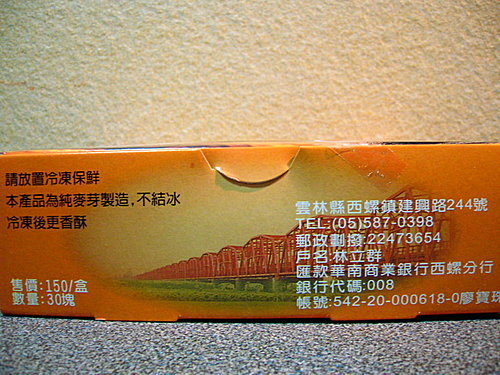 請放置冷凍保鮮
本產品為純麥芽製造，不結冰
冷凍後更香酥
售價：150/盒
數量：30塊
雲林縣西螺鎮建興路244號
TEL:(05)587-0398
郵政劃撥：22473654
戶名：林立群
匯款華南商業銀行西螺分行
銀行代碼：008
帳號：542-20-000618-0廖寶珠